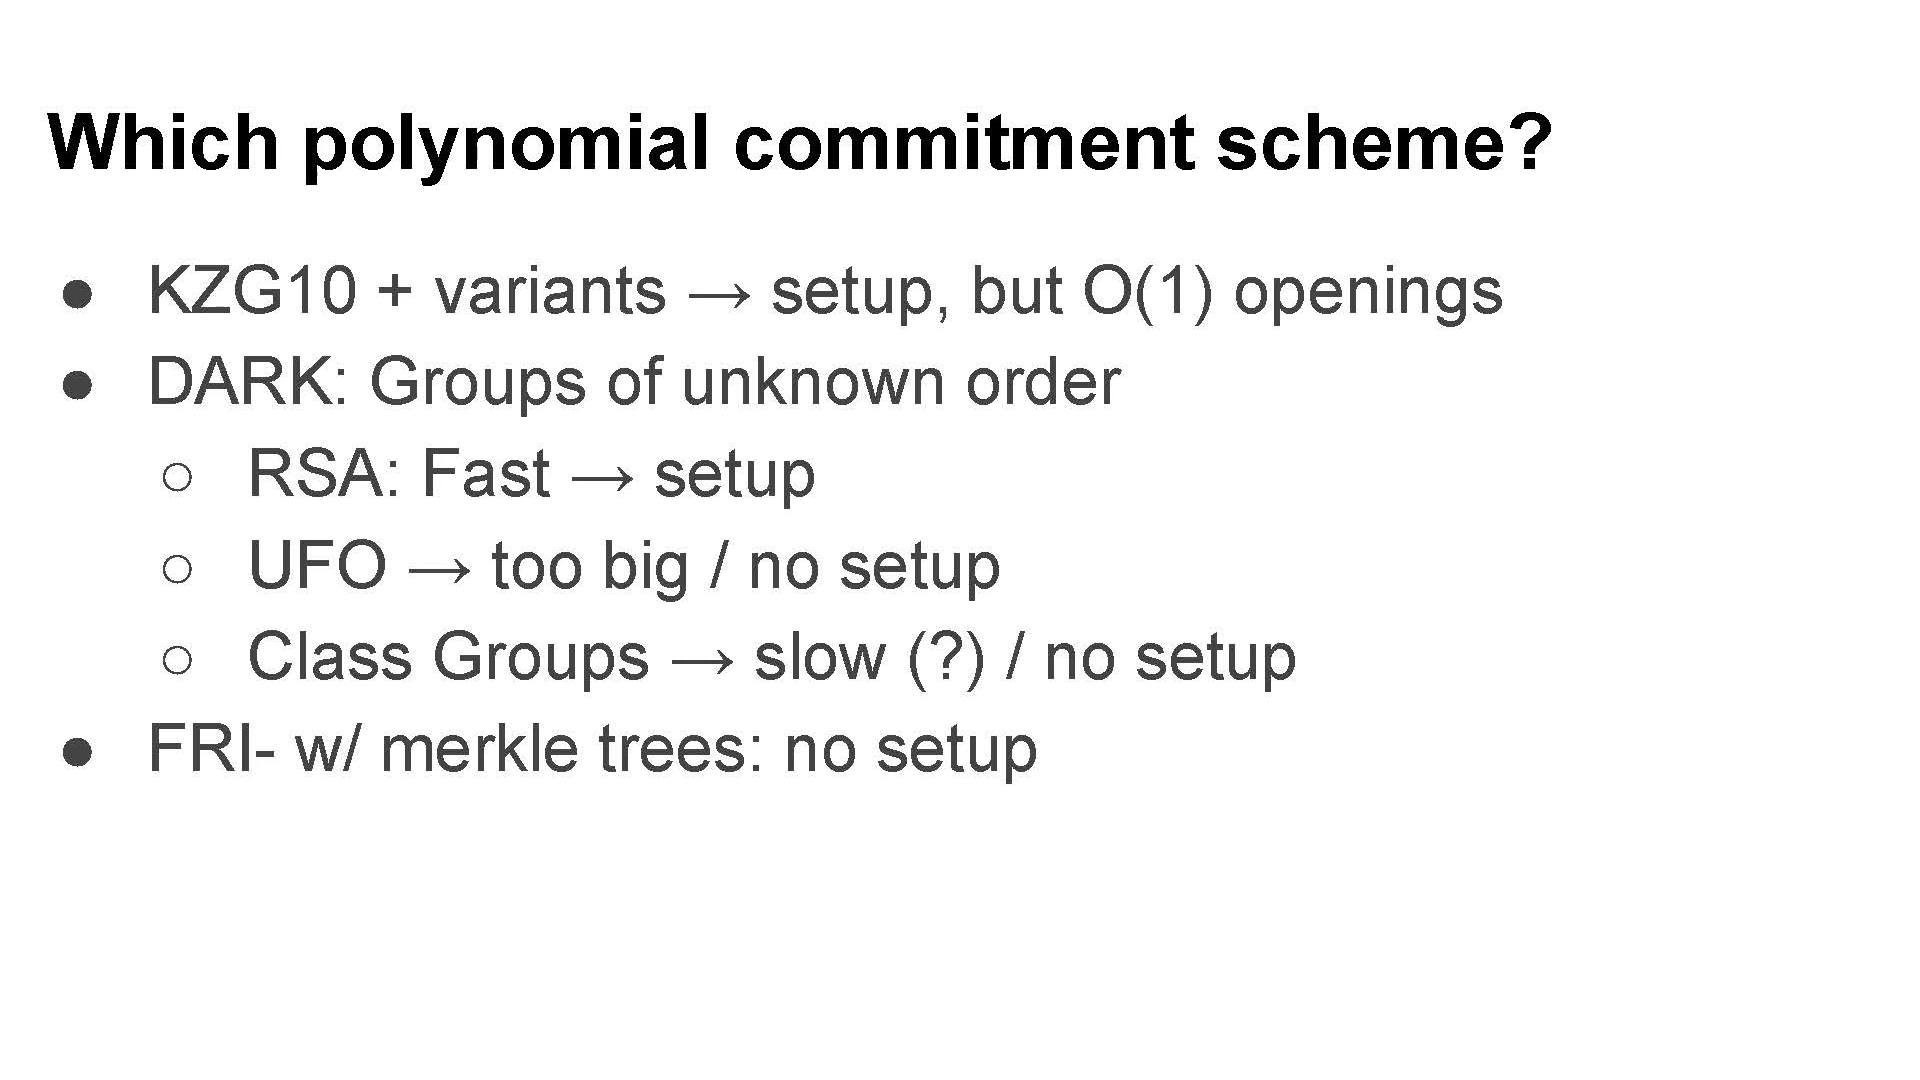 Which polynomial commitment scheme?
● KZG10 + variants → setup, but O(1) openings
● DARK: Groups of unknown order
○ RSA: Fast → setup
○ UFO → too big / no setup
○ Class Groups → slow (?) / no setup
● FRI- w/ merkle trees: no setup